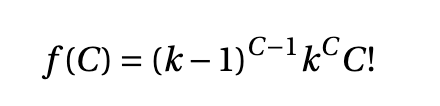 f(C) = (k − 1)^{C−1} k^C C!